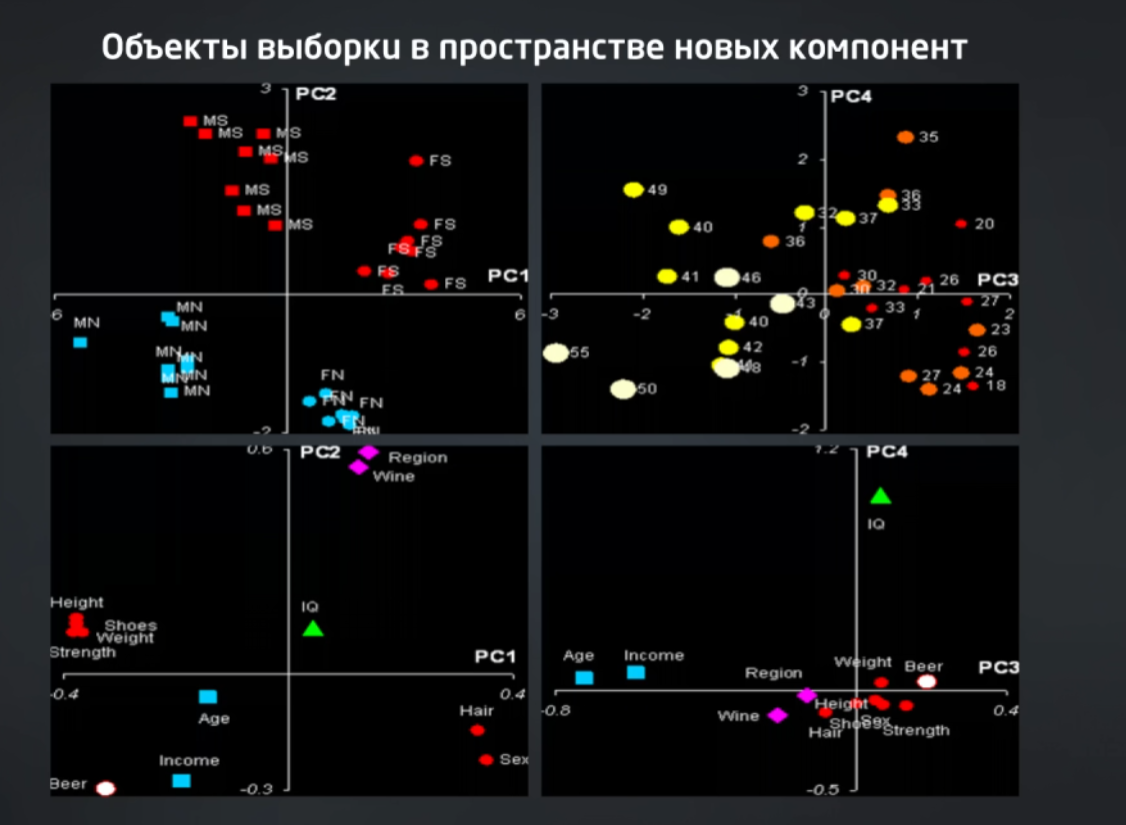 Объекты выборки в пространстве новых компонент
3
PC2
MS
MS
MS
MS
MS
MS
MS
MS
FS
FS
FS
FS
FS
FS
FS
FS
PC1
6
6
MN
MN
MN
MN
MN
MN
MN
MN
FN
FN
FN
FN
FN
-2
3
PC4
35
2
49
36
33
32
37
1
40
20
36
41
46
30
26
PC3
32
30
21
0
43
27
-3
-2
-1
0
1
2
33
40
37
23
42
26
55
-1
48
27
24
50
24
18
-2
0.6
PC2
Region
Wine
Height
IQ
Shoes
Weight
Strength
PC1
-0.4
0.4
Age
Hair
Income
Sex
Beer
-0.3
1.2
PC4
IQ
Age
Income
Region
Weight
Beer
PC3
-0.8
0.4
Wine
Height
Shoes
Sex
Hair
Strength
-0.5